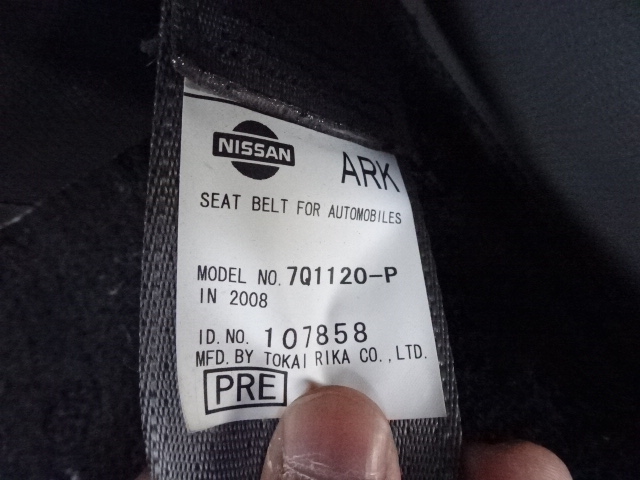 NISSAN ARK
SEAT BELT FOR AUTOMOBILES
MODEL NO. 7Q1120-P
IN 2008
ID. NO. 107858
MFD. BY TOKAI RIKA CO., LTD.
PRE